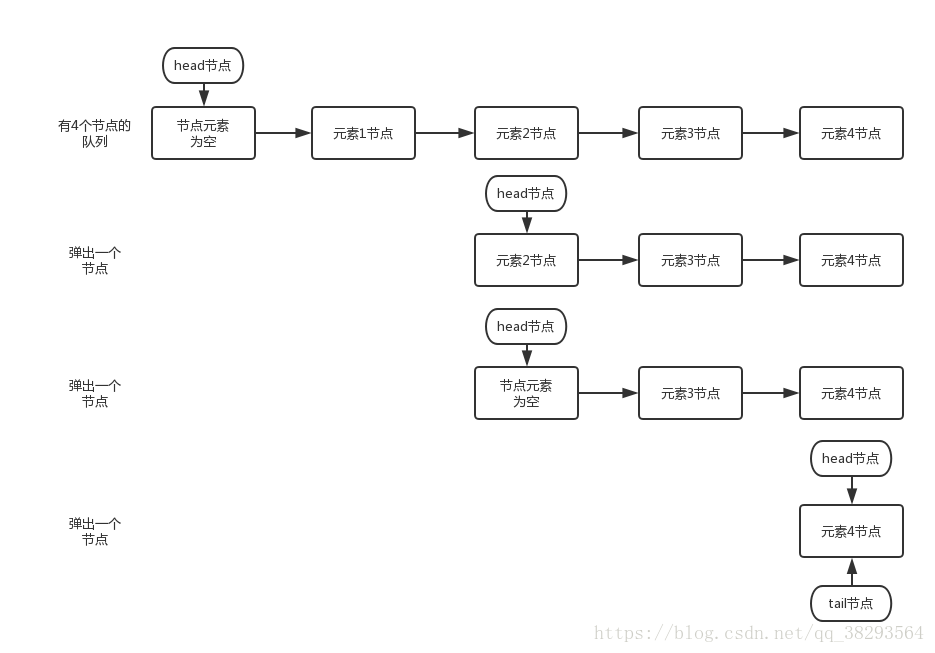 head节点
有4个节点的
队列
节点元素
为空
元素1节点
元素2节点
元素3节点
元素4节点
head节点
弹出一个
节点
元素2节点
元素3节点
元素4节点
head节点
弹出一个
节点
节点元素
为空
元素3节点
元素4节点
head节点
弹出一个
节点
元素4节点
tail节点
https://blog.csdn.net/qq_38293564